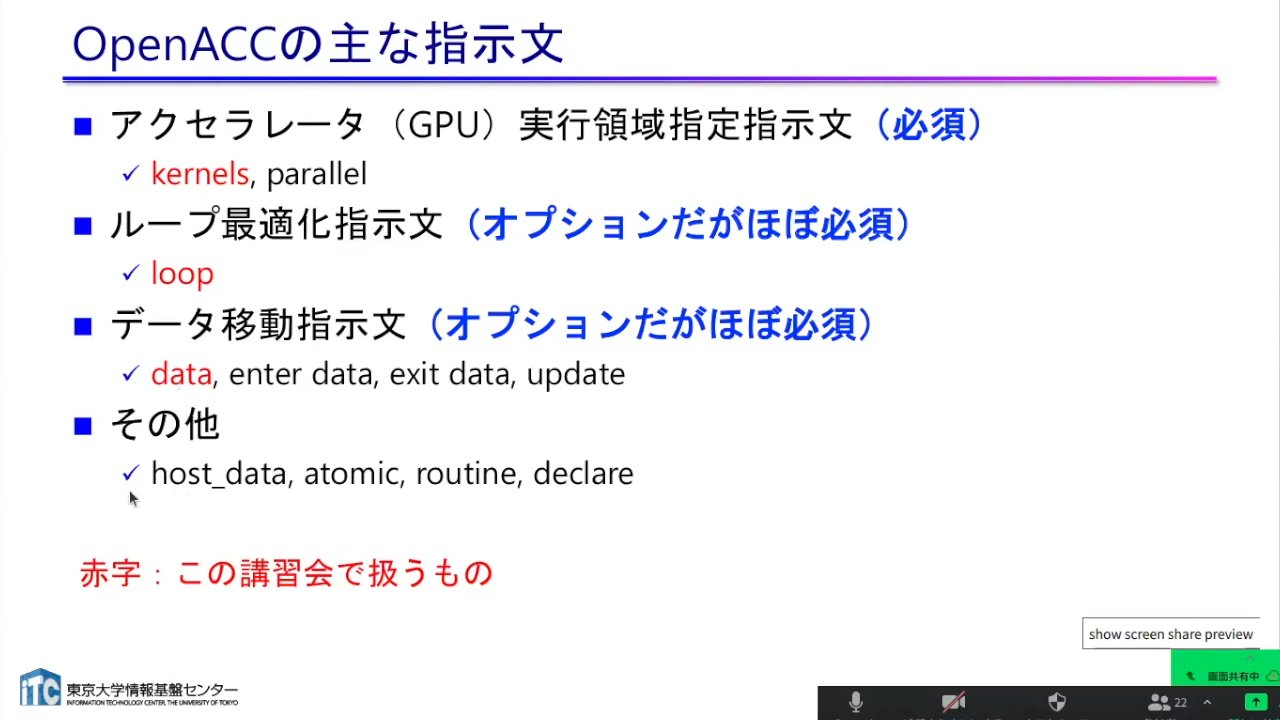 OpenACCの主な指示文
アクセラレータ（GPU）実行領域指定指示文（必須）
kernels, parallel
ループ最適化指示文（オプションだがほぼ必須）
loop
データ移動指示文（オプションだがほぼ必須）
data, enter data, exit data, update
その他
host_data, atomic, routine, declare
赤字：この講習会で扱うもの
show screen share preview
画面共有中
iTC 東京大学情報基盤センター
INFORMATION TECHNOLOGY CENTER, THE UNIVERSITY OF TOKYO
22